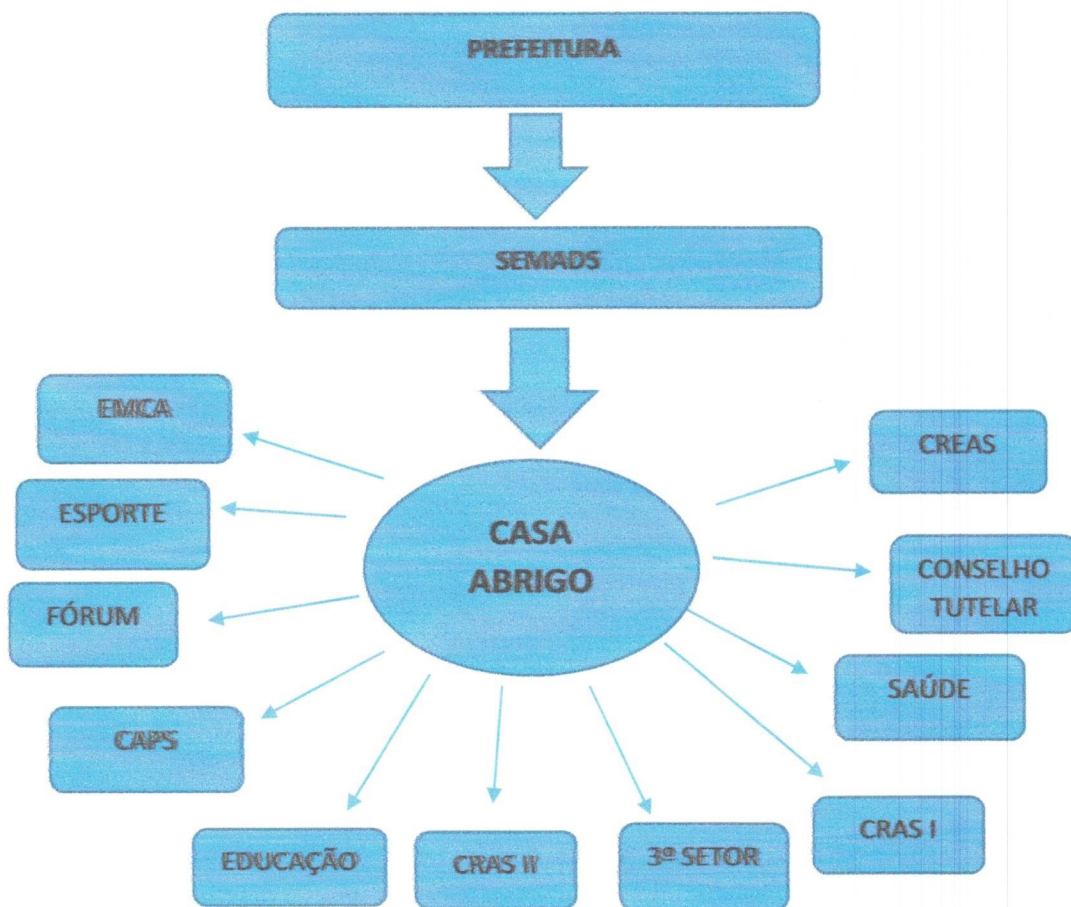 PREFEITURA
SEMADS
EMCA
ESPORTE
FÓRUM
CAPS
EDUCAÇÃO
CRAS II
3º SETOR
CRAS I
SAÚDE
CONSELHO
TUTELAR
CREAS
CASA
ABRIGO